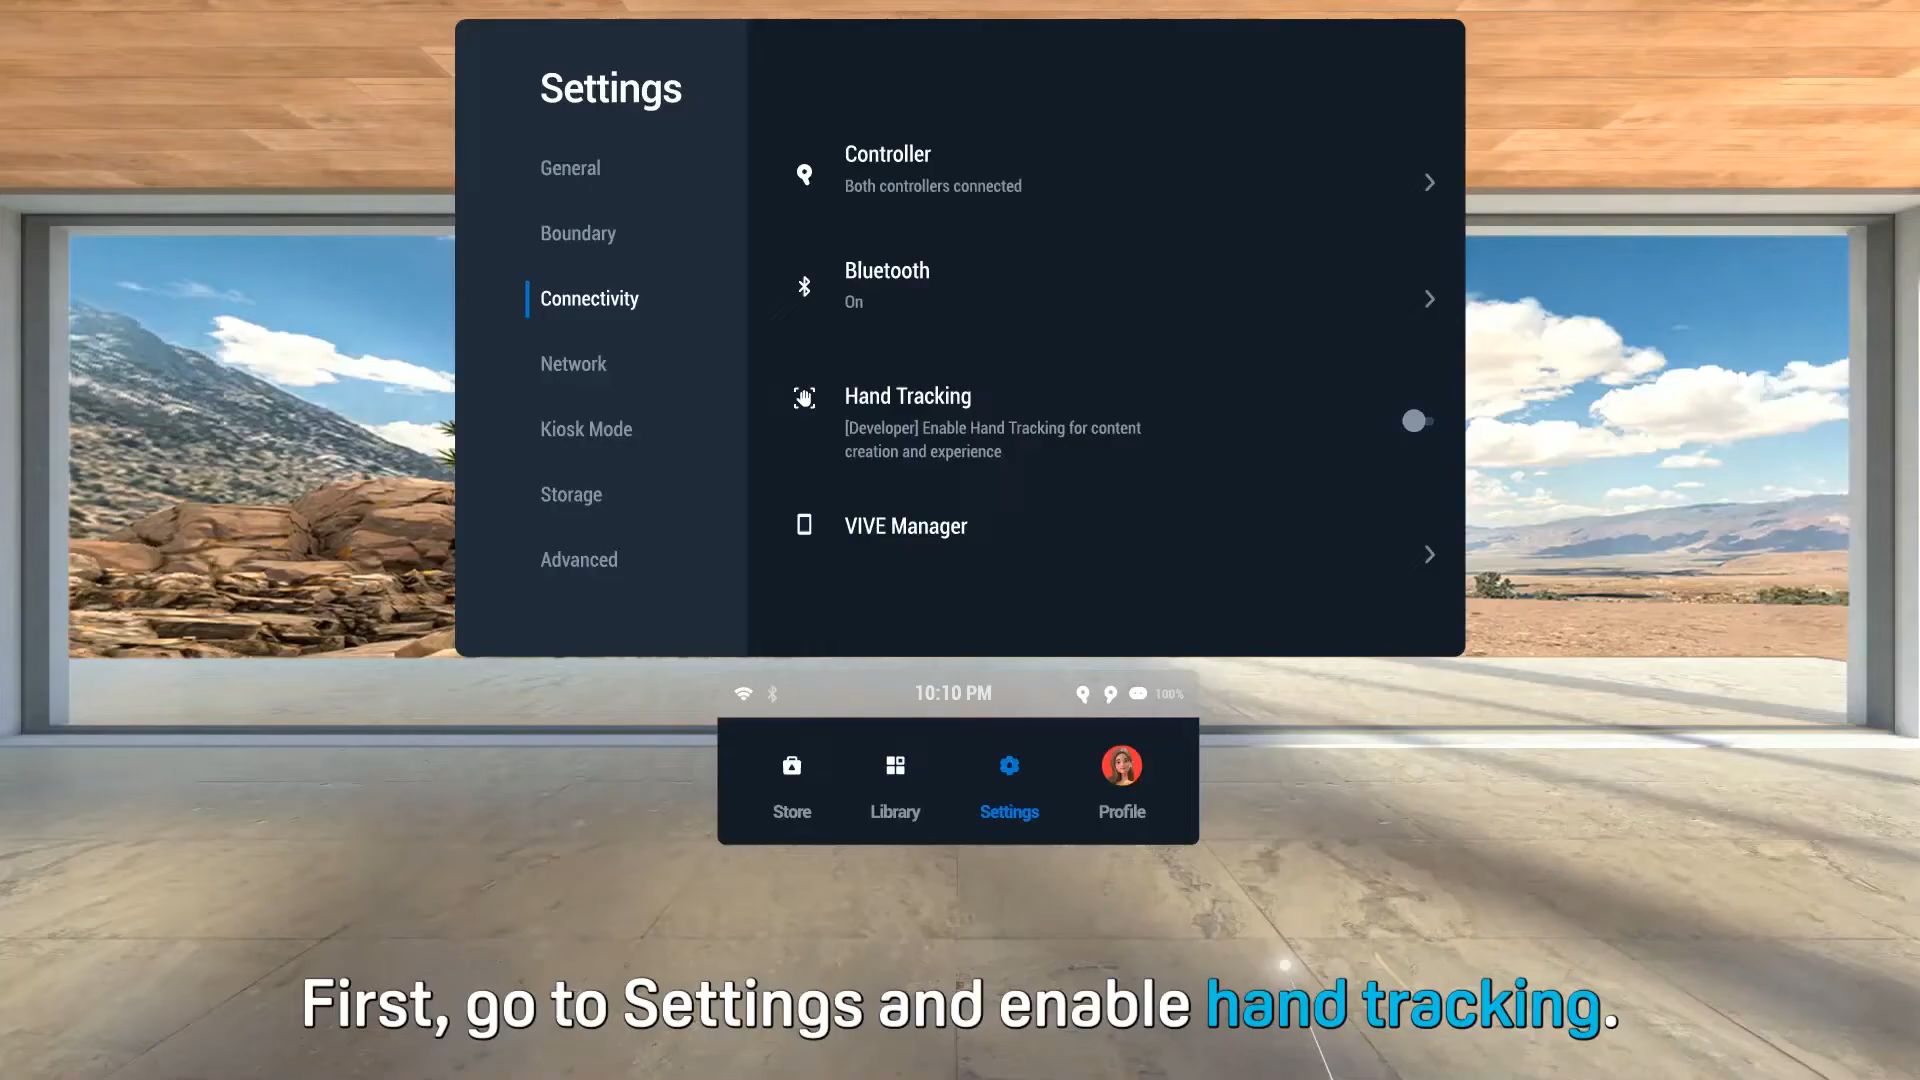 Settings
General
Boundary
Connectivity
Network
Kiosk Mode
Storage
Advanced
Controller
Both controllers connected
Bluetooth
On
Hand Tracking
[Developer] Enable Hand Tracking for content
creation and experience
VIVE Manager
10:10 PM
100%
Store
Library
Settings
Profile
First, go to Settings and enable hand tracking.